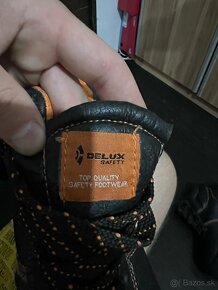 DELUX
SAFETY
TOP QUALITY
SAFETY FOOTWEAR
Bazos.sk